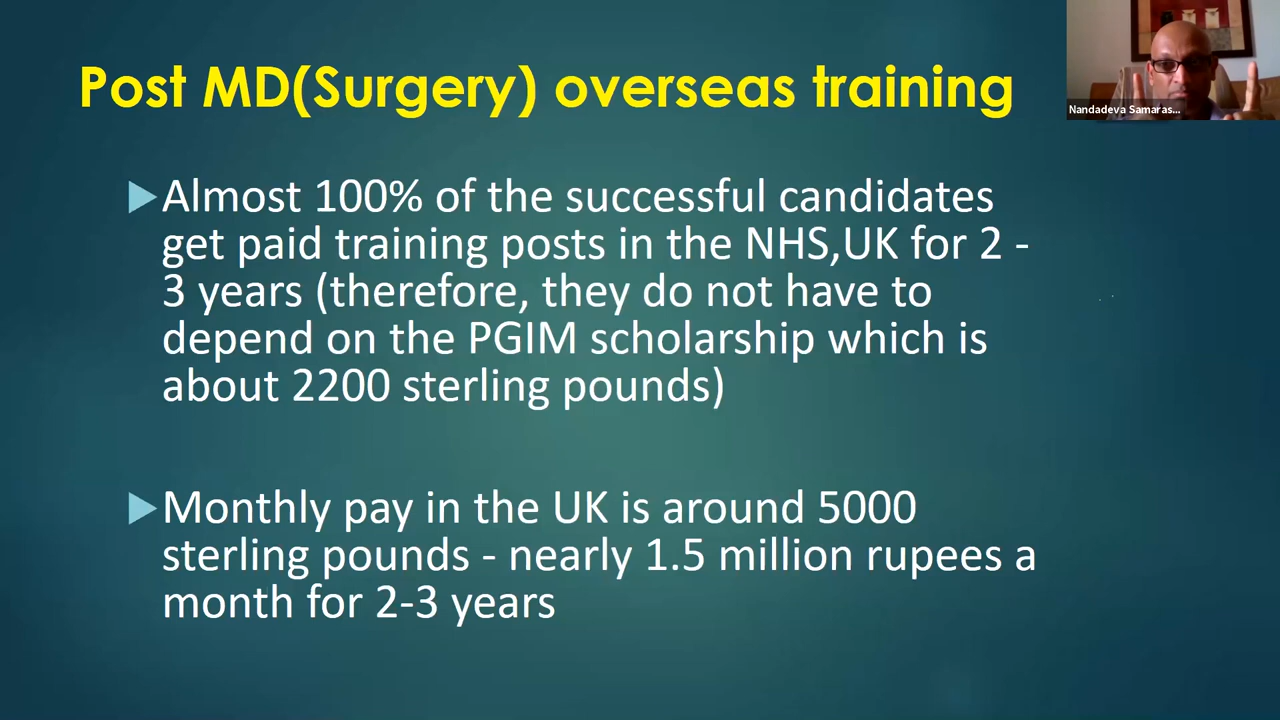 Post MD(Surgery) overseas training
Nandadeva Samaras...
Almost 100% of the successful candidates
get paid training posts in the NHS,UK for 2 -
3 years (therefore, they do not have to
depend on the PGIM scholarship which is
about 2200 sterling pounds)
Monthly pay in the UK is around 5000
sterling pounds - nearly 1.5 million rupees a
month for 2-3 years